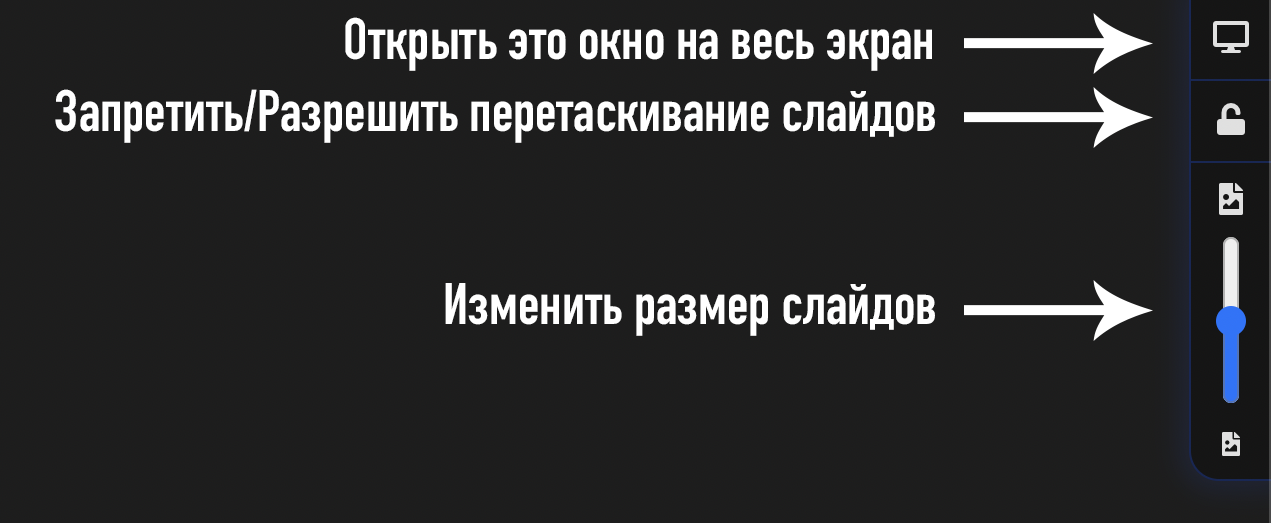 Открыть это окно на весь экран
Запретить/Разрешить перетаскивание слайдов
Изменить размер слайдов